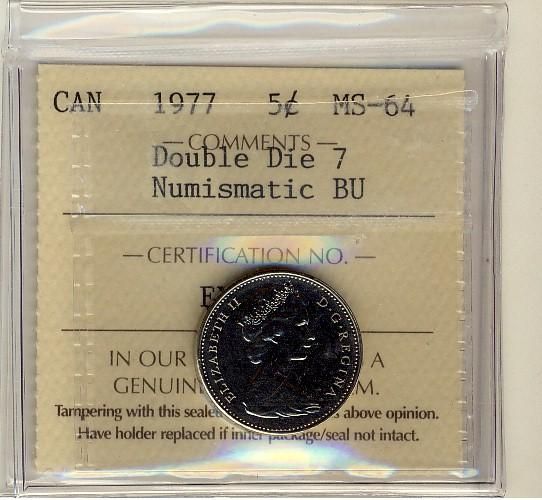 CAN 1977 5¢ MS-64
COMMENTS
Double Die 7
Numismatic BU
CERTIFICATION NO.
IN OUR A
GENUIN M.
Tampering with this seale s above opinion.
Have holder replaced if inner package/seal not intact.
ELIZABETH II D·G·REGINA